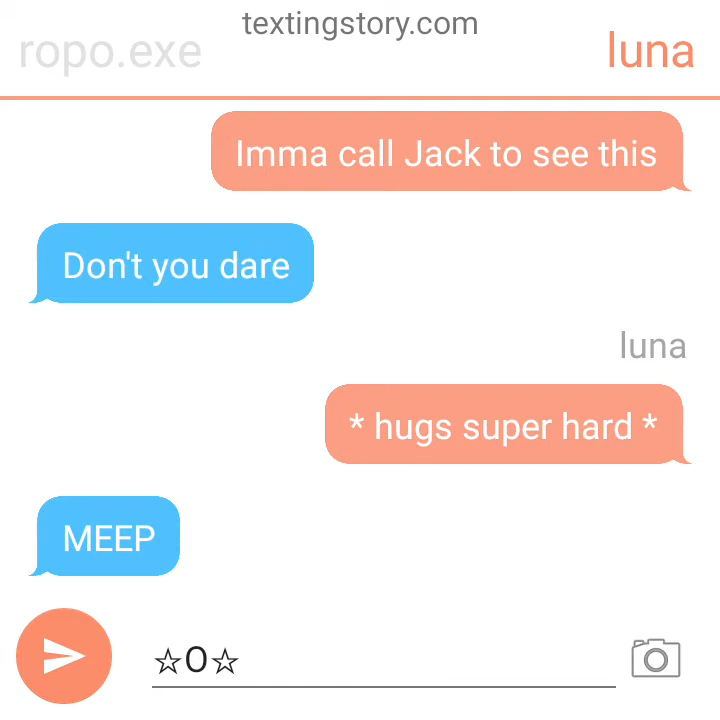 textingstory.com
ropo.exe
luna
Imma call Jack to see this
Don't you dare
luna
* hugs super hard *
MEEP
☆O☆